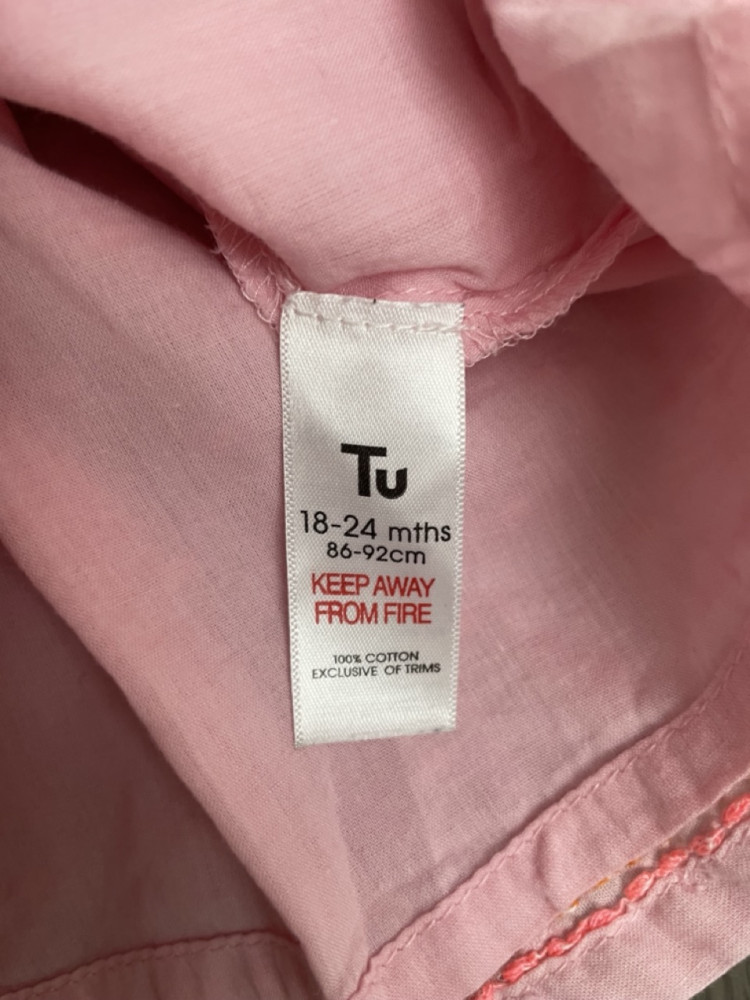 Tu
18-24 mths
86-92cm
KEEP AWAY
FROM FIRE
100% COTTON
EXCLUSIVE OF TRIMS